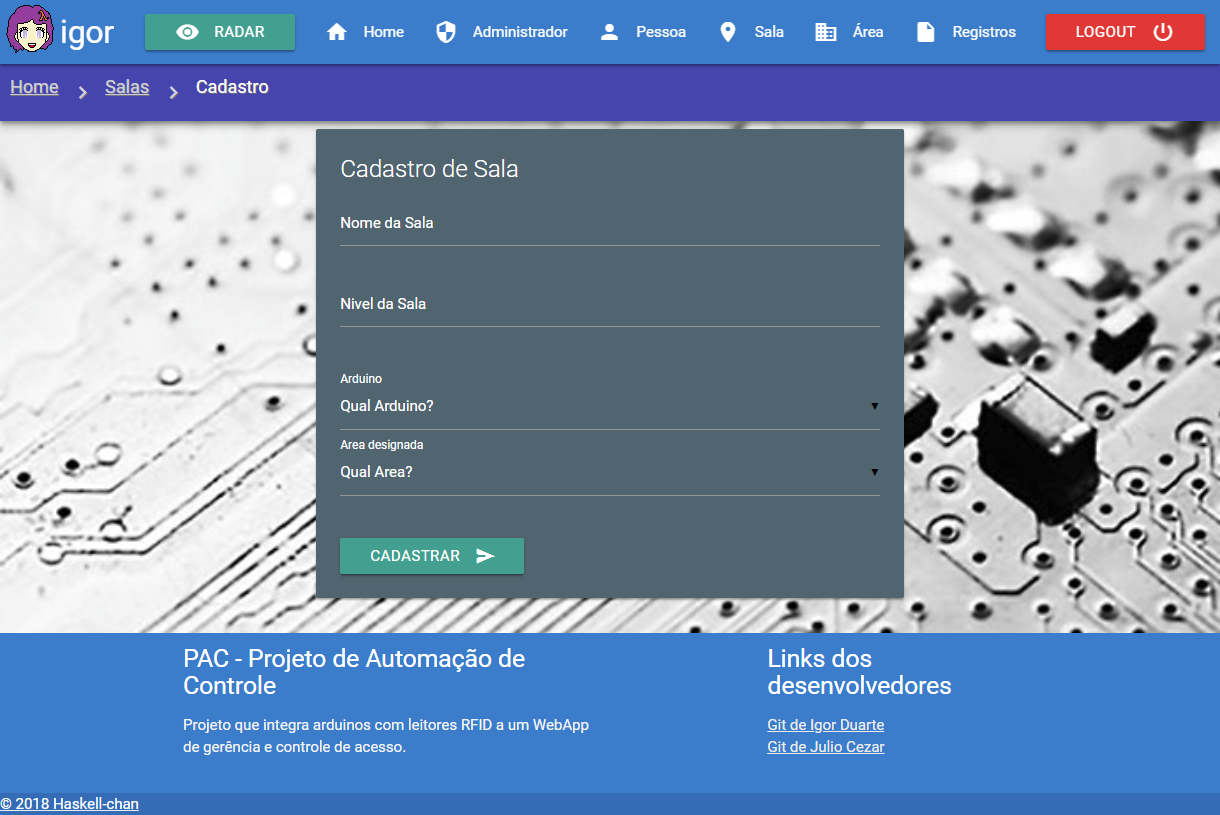 igor
RADAR
Home
Administrador
Pessoa
Sala
Área
Registros
LOGOUT
Home
Salas
Cadastro
Cadastro de Sala
Nome da Sala
Nivel da Sala
Arduino
Qual Arduino?
Area designada
Qual Area?
CADASTRAR
PAC - Projeto de Automação de
Controle
Projeto que integra arduinos com leitores RFID a um WebApp
de gerência e controle de acesso.
Links dos
desenvolvedores
Git de Igor Duarte
Git de Julio Cezar
© 2018 Haskell-chan